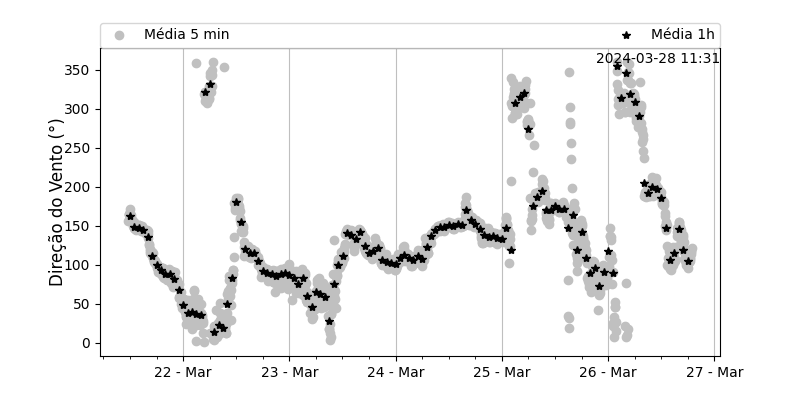 Média 5 min
Média 1h
2024-03-28 11:31
Direção do Vento (°)
350
300
250
200
150
100
50
0
22 - Mar
23 - Mar
24 - Mar
25 - Mar
26 - Mar
27 - Mar